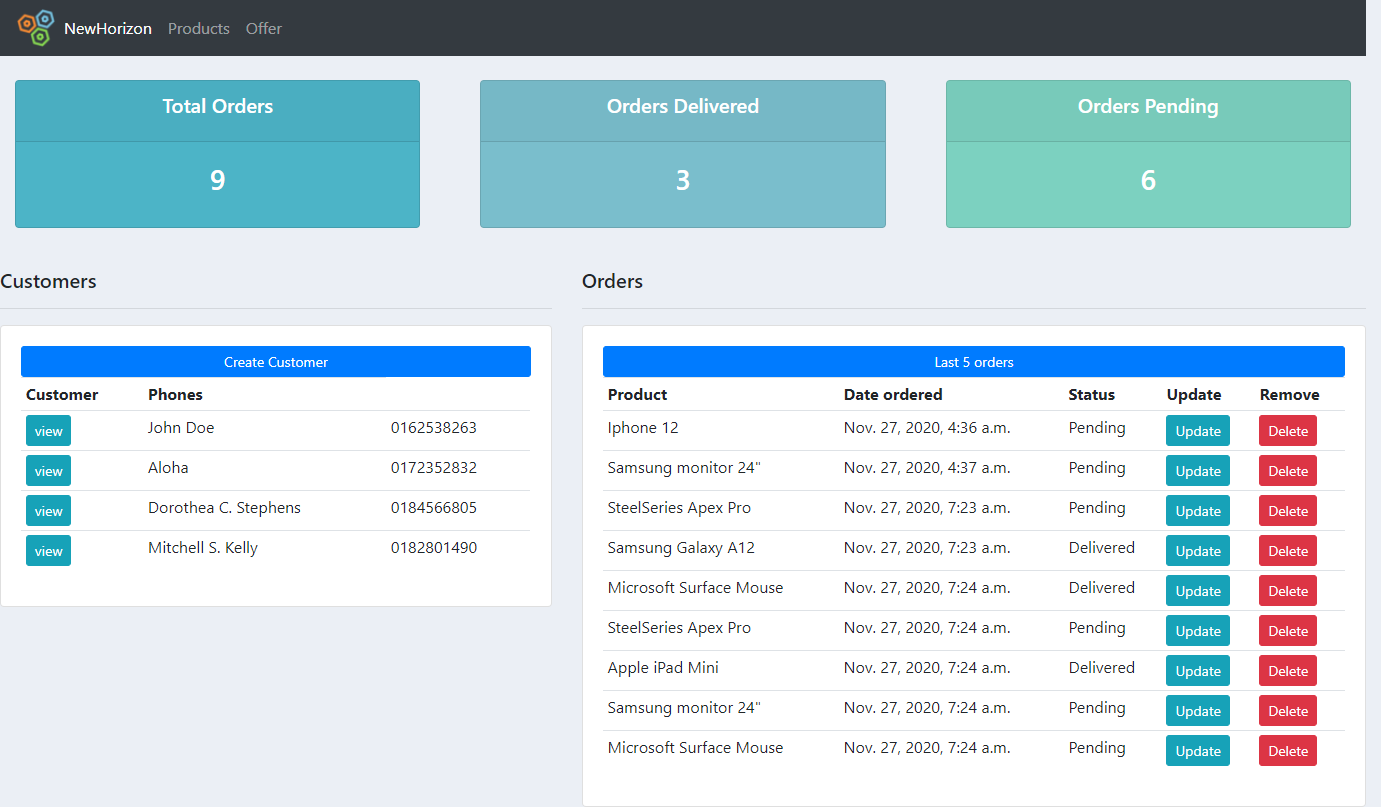 NewHorizon Products Offer
Total Orders
9
Orders Delivered
3
Orders Pending
6
Customers
Create Customer
Customer Phones
view John Doe 0162538263
view Aloha 0172352832
view Dorothea C. Stephens 0184566805
view Mitchell S. Kelly 0182801490
Orders
Last 5 orders
Product Date ordered Status Update Remove
Iphone 12 Nov. 27, 2020, 4:36 a.m. Pending Update Delete
Samsung monitor 24" Nov. 27, 2020, 4:37 a.m. Pending Update Delete
SteelSeries Apex Pro Nov. 27, 2020, 7:23 a.m. Pending Update Delete
Samsung Galaxy A12 Nov. 27, 2020, 7:23 a.m. Delivered Update Delete
Microsoft Surface Mouse Nov. 27, 2020, 7:24 a.m. Delivered Update Delete
SteelSeries Apex Pro Nov. 27, 2020, 7:24 a.m. Pending Update Delete
Apple iPad Mini Nov. 27, 2020, 7:24 a.m. Delivered Update Delete
Samsung monitor 24" Nov. 27, 2020, 7:24 a.m. Pending Update Delete
Microsoft Surface Mouse Nov. 27, 2020, 7:24 a.m. Pending Update Delete